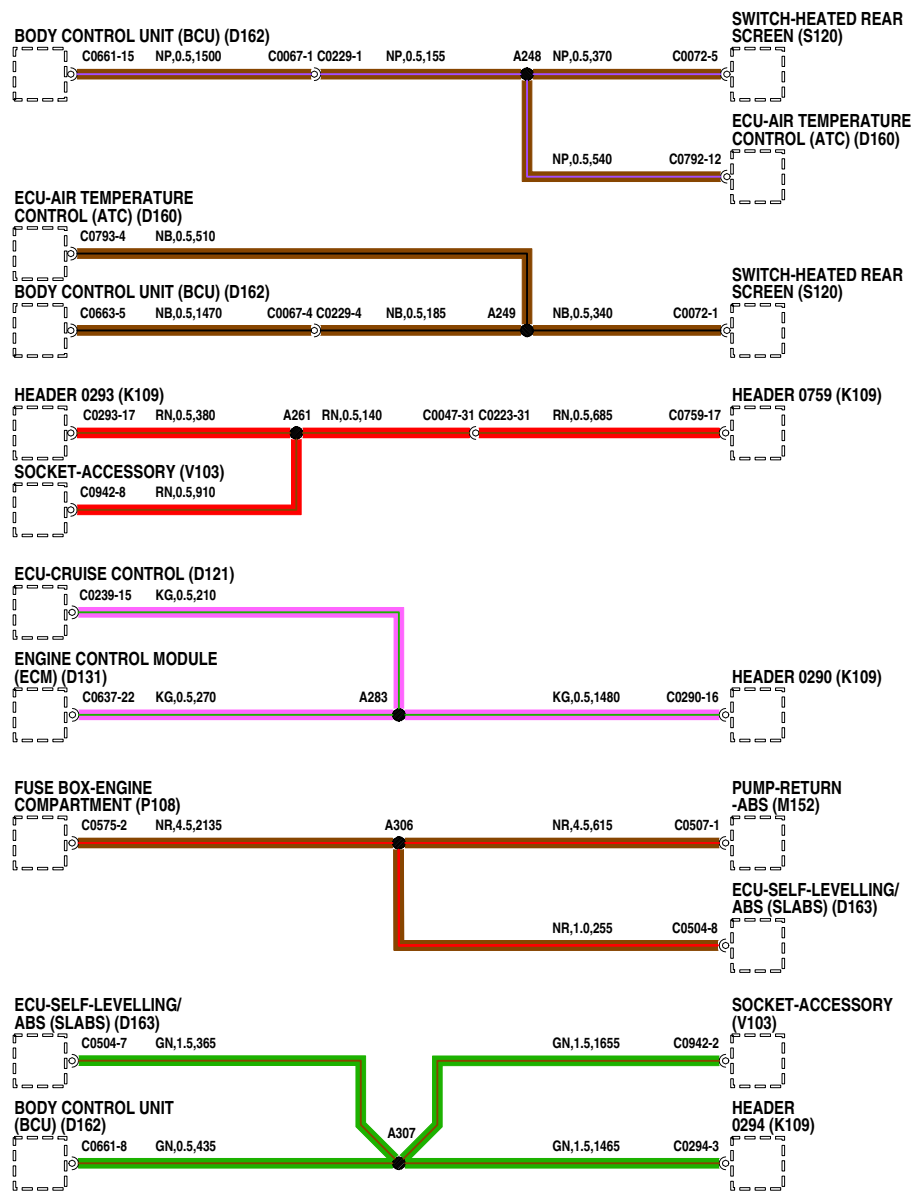 BODY CONTROL UNIT (BCU) (D162)
C0661-15 NP,0.5,1500 C0067-1 C0229-1 NP,0.5,155 A248 NP,0.5,370 C0072-5
SWITCH-HEATED REAR
SCREEN (S120)
ECU-AIR TEMPERATURE
CONTROL (ATC) (D160)
NP,0.5,540 C0792-12
ECU-AIR TEMPERATURE
CONTROL (ATC) (D160)
C0793-4 NB,0.5,510
BODY CONTROL UNIT (BCU) (D162)
C0663-5 NB,0.5,1470 C0067-4 C0229-4 NB,0.5,185 A249 NB,0.5,340 C0072-1
SWITCH-HEATED REAR
SCREEN (S120)
HEADER 0293 (K109)
C0293-17 RN,0.5,380 A261 RN,0.5,140 C0047-31 C0223-31 RN,0.5,685 C0759-17
HEADER 0759 (K109)
SOCKET-ACCESSORY (V103)
C0942-8 RN,0.5,910
ECU-CRUISE CONTROL (D121)
C0239-15 KG,0.5,210
ENGINE CONTROL MODULE
(ECM) (D131)
C0637-22 KG,0.5,270 A283 KG,0.5,1480 C0290-16
HEADER 0290 (K109)
FUSE BOX-ENGINE
COMPARTMENT (P108)
C0575-2 NR,4.5,2135 A306 NR,4.5,615 C0507-1
PUMP-RETURN
-ABS (M152)
ECU-SELF-LEVELLING/
ABS (SLABS) (D163)
NR,1.0,255 C0504-8
ECU-SELF-LEVELLING/
ABS (SLABS) (D163)
C0504-7 GN,1.5,365 GN,1.5,1655 C0942-2
SOCKET-ACCESSORY
(V103)
BODY CONTROL UNIT
(BCU) (D162)
C0661-8 GN,0.5,435 A307 GN,1.5,1465 C0294-3
HEADER
0294 (K109)